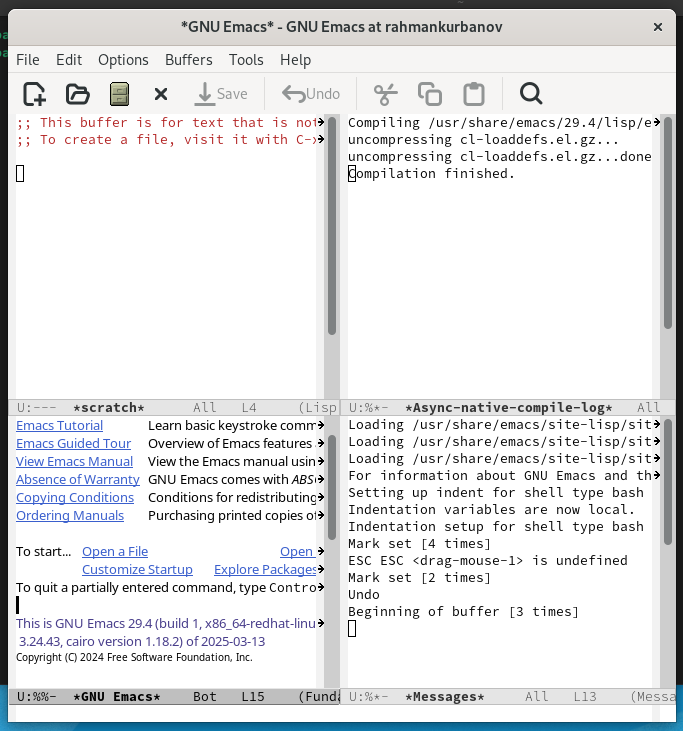 *GNU Emacs* - GNU Emacs at rahmankurbanov
File Edit Options Buffers Tools Help
Save Undo
;; This buffer is for text that is not
;; To create a file, visit it with C-x
U:--- *scratch* All L4 (Lisp
Compiling /usr/share/emacs/29.4/lisp/e
uncompressing cl-loaddefs.el.gz...
uncompressing cl-loaddefs.el.gz...done
Compilation finished.
U:%*- *Async-native-compile-log* All
Emacs Tutorial Learn basic keystroke comm
Emacs Guided Tour Overview of Emacs features
View Emacs Manual View the Emacs manual usin
Absence of Warranty GNU Emacs comes with ABS
Copying Conditions Conditions for redistributing
Ordering Manuals Purchasing printed copies of
To start... Open a File Open
Customize Startup Explore Packages
To quit a partially entered command, type Contro
This is GNU Emacs 29.4 (build 1, x86_64-redhat-linu
3.24.43, cairo version 1.18.2) of 2025-03-13
Copyright (C) 2024 Free Software Foundation, Inc.
U:%%- *GNU Emacs* Bot L15 (Funda
Loading /usr/share/emacs/site-lisp/sit
Loading /usr/share/emacs/site-lisp/sit
Loading /usr/share/emacs/site-lisp/sit
For information about GNU Emacs and th
Setting up indent for shell type bash
Indentation variables are now local.
Indentation setup for shell type bash
Mark set [4 times]
ESC ESC <drag-mouse-1> is undefined
Mark set [2 times]
Undo
Beginning of buffer [3 times]
U:%*- *Messages* All L13 (Messa